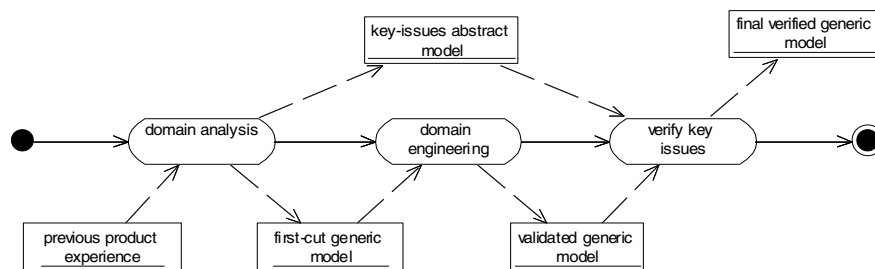 key-issues abstract
model
final verified generic
model
domain analysis
domain
engineering
verify key
issues
previous product
experience
first-cut generic
model
validated generic
model